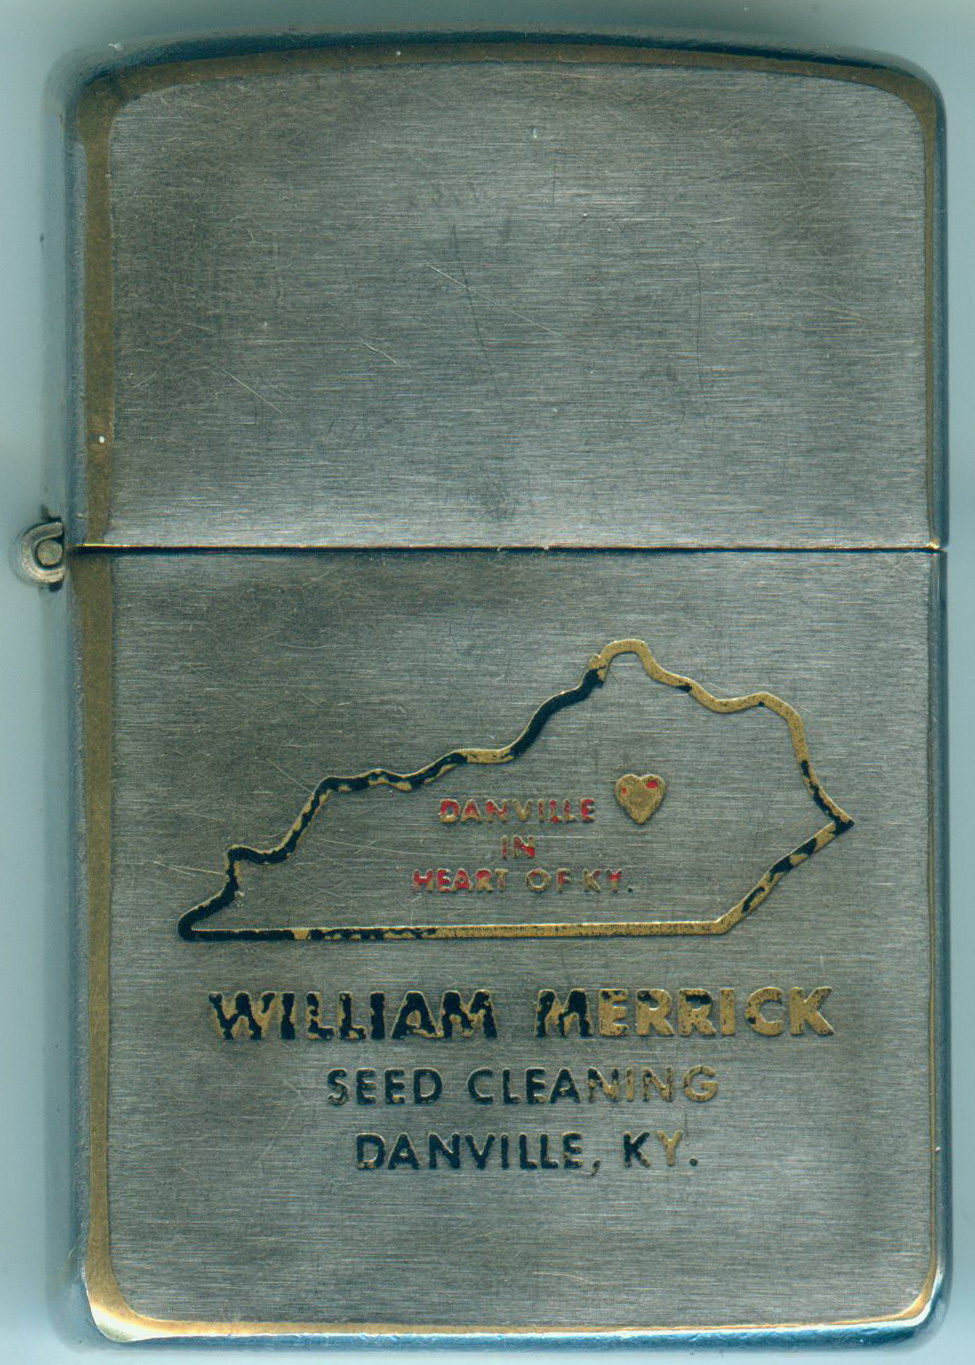 DANVILLE
IN
HEART OF KY.
WILLIAM MERRICK
SEED CLEANING
DANVILLE, KY.